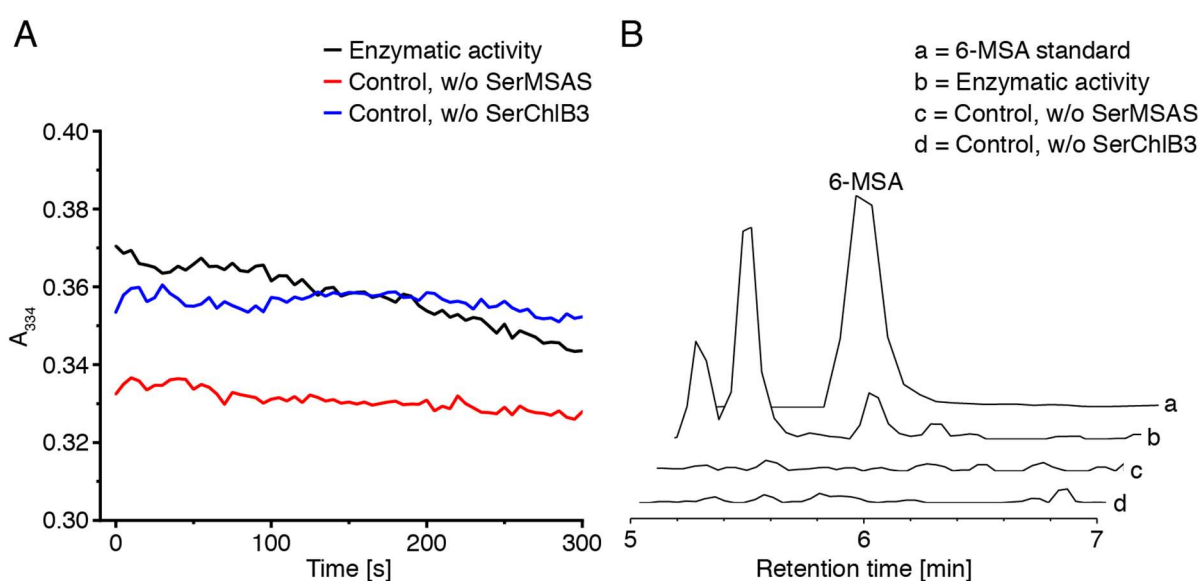 A
Enzymatic activity
Control, w/o SerMSAS
Control, w/o SerChlB3
0.40
0.38
0.36
0.34
0.32
0.30
A334
0
100
200
300
Time [s]
B
a = 6-MSA standard
b = Enzymatic activity
c = Control, w/o SerMSAS
d = Control, w/o SerChlB3
6-MSA
a
b
c
d
5
6
7
Retention time [min]